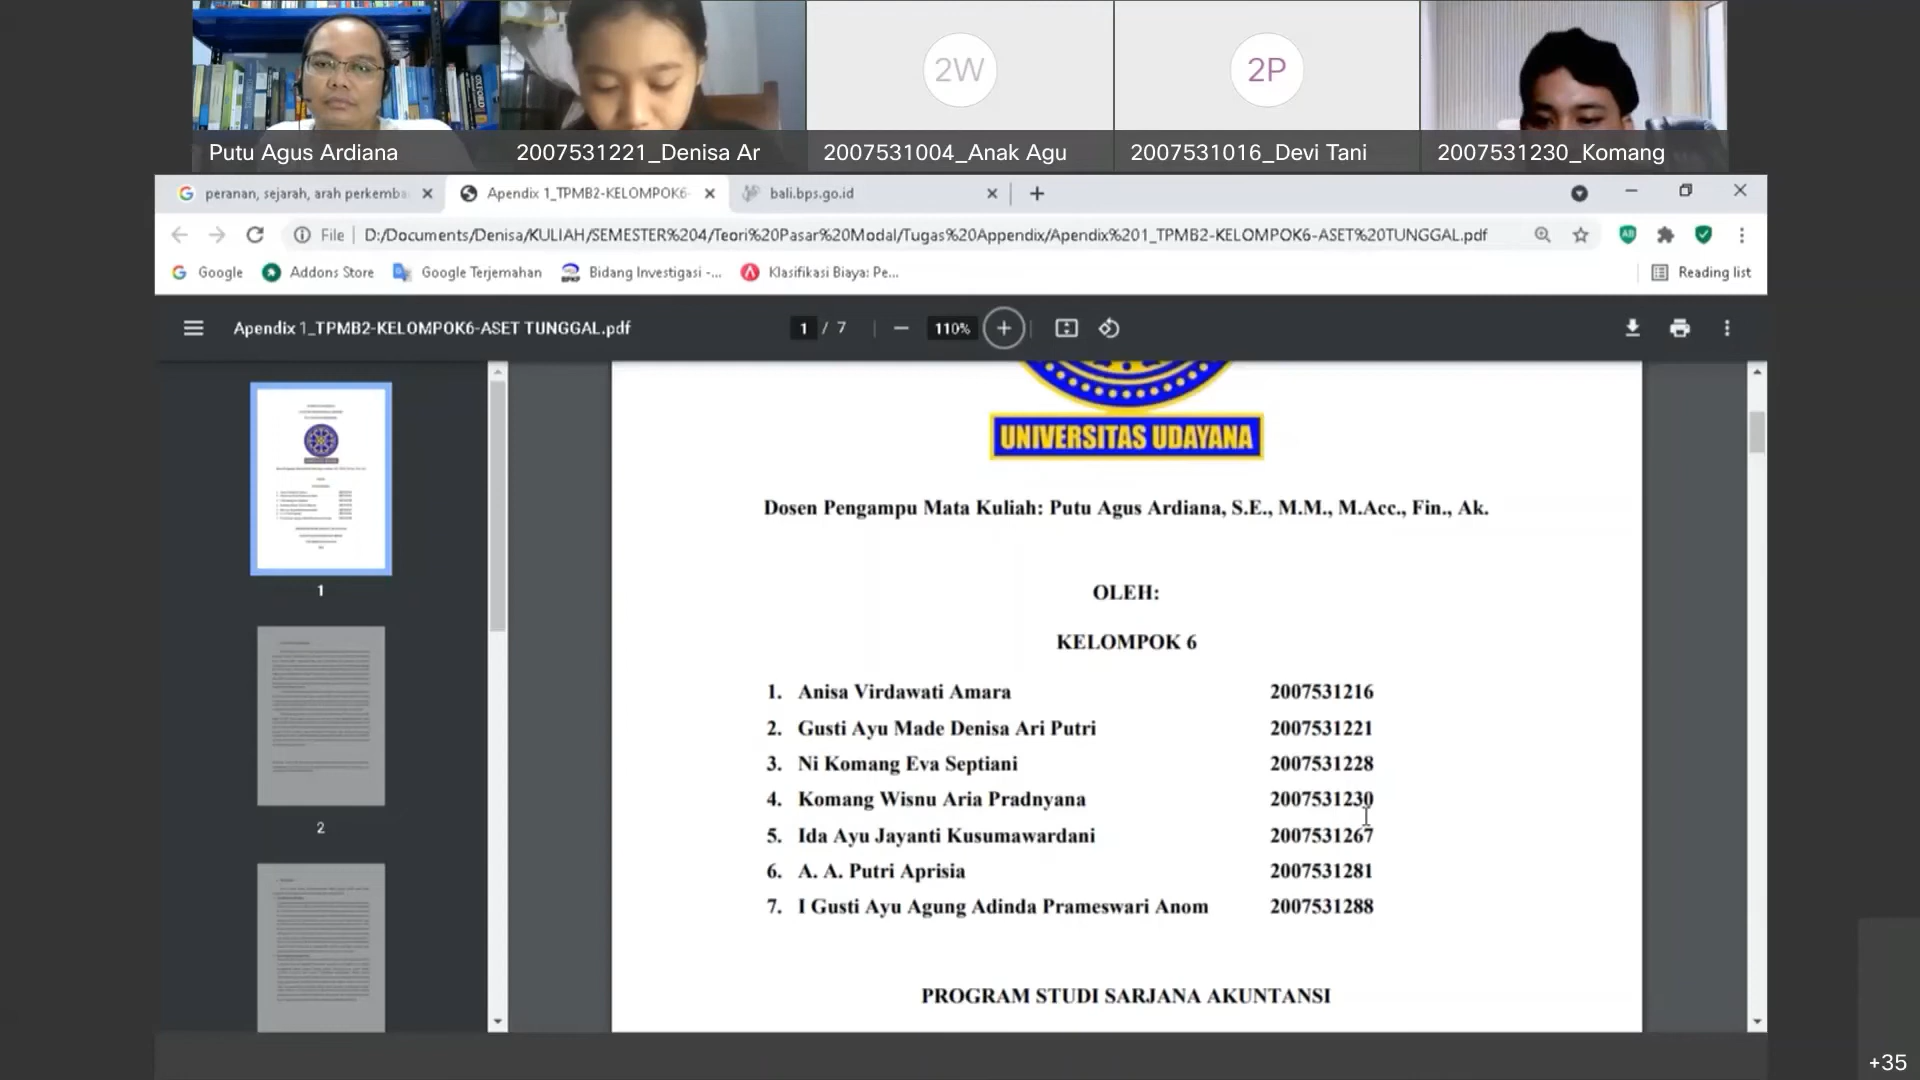 2W
2P
Putu Agus Ardiana
2007531221_Denisa Ar
2007531004_Anak Agu
2007531016_Devi Tani
2007531230_Komang
peranan, sejarah, arah perkemba
Apendix 1_TPMB2-KELOMPOK6-
bali.bps.go.id
File
D:/Documents/Denisa/KULIAH/SEMESTER%204/Teori%20Pasar%20Modal/Tugas%20Appendix/Apendix%201_TPMB2-KELOMPOK6-ASET%20TUNGGAL.pdf
Google
Addons Store
Google Terjemahan
Bidang Investigasi -...
Klasifikasi Biaya: Pe...
Reading list
Apendix 1_TPMB2-KELOMPOK6-ASET TUNGGAL.pdf
1 / 7
110%
UNIVERSITAS UDAYANA
Dosen Pengampu Mata Kuliah: Putu Agus Ardiana, S.E., M.M., M.Acc., Fin., Ak.
OLEH:
KELOMPOK 6
1. Anisa Virdawati Amara 2007531216
2. Gusti Ayu Made Denisa Ari Putri 2007531221
3. Ni Komang Eva Septiani 2007531228
4. Komang Wisnu Aria Pradnyana 2007531230
5. Ida Ayu Jayanti Kusumawardani 2007531267
6. A. A. Putri Aprisia 2007531281
7. I Gusti Ayu Agung Adinda Prameswari Anom 2007531288
PROGRAM STUDI SARJANA AKUNTANSI
1
2
+35